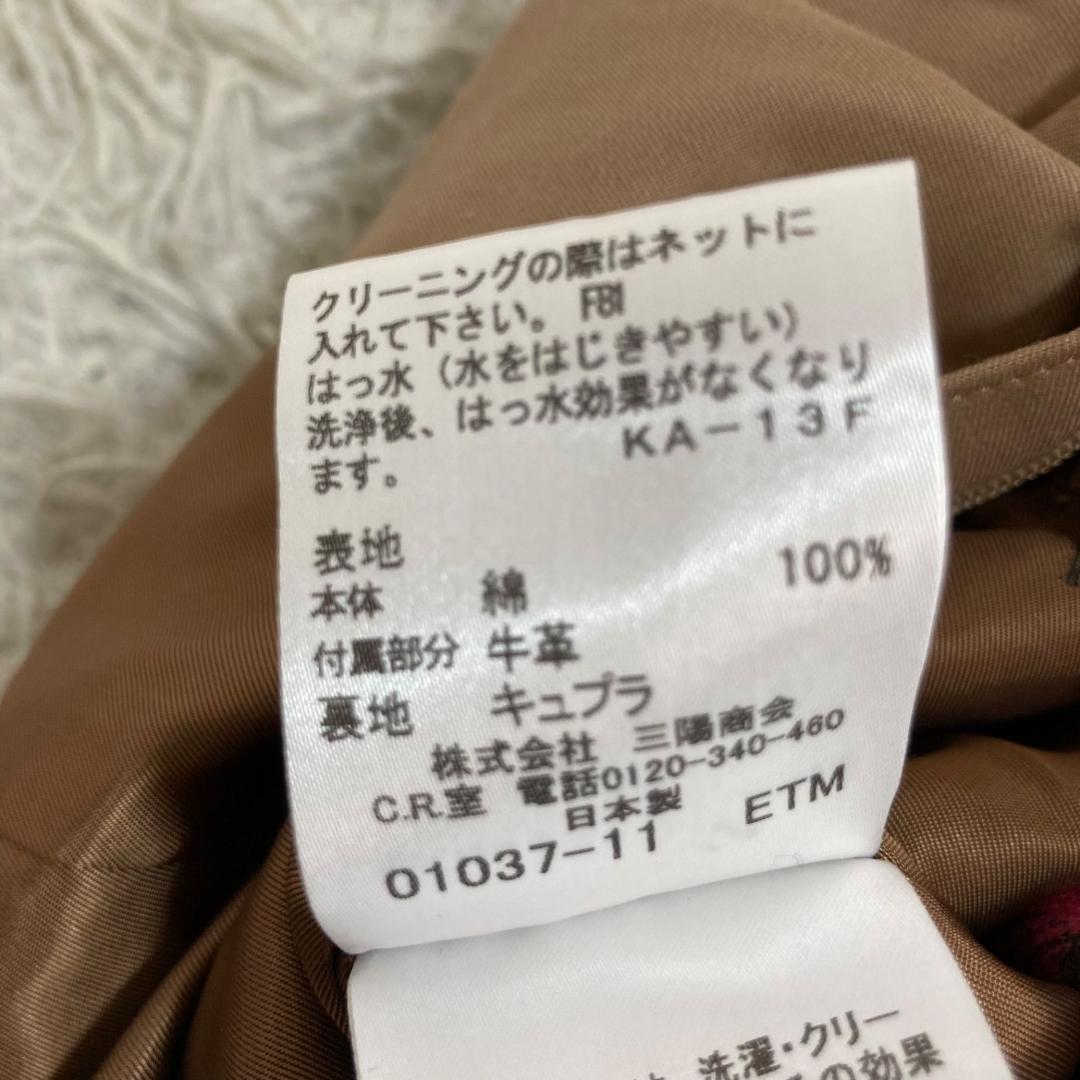 クリーニングの際はネットに
入れて下さい。 FBI
はっ水（水をはじきやすい）
洗浄後、はっ水効果がなくなり
ます。 KA-13F
表地
本体 綿 100%
付属部分 牛革
裏地 キュプラ
株式会社 三陽商会
C.R.室 電話0120-340-460
日本製
01037-11 ETM
洗濯・クリー
の効果